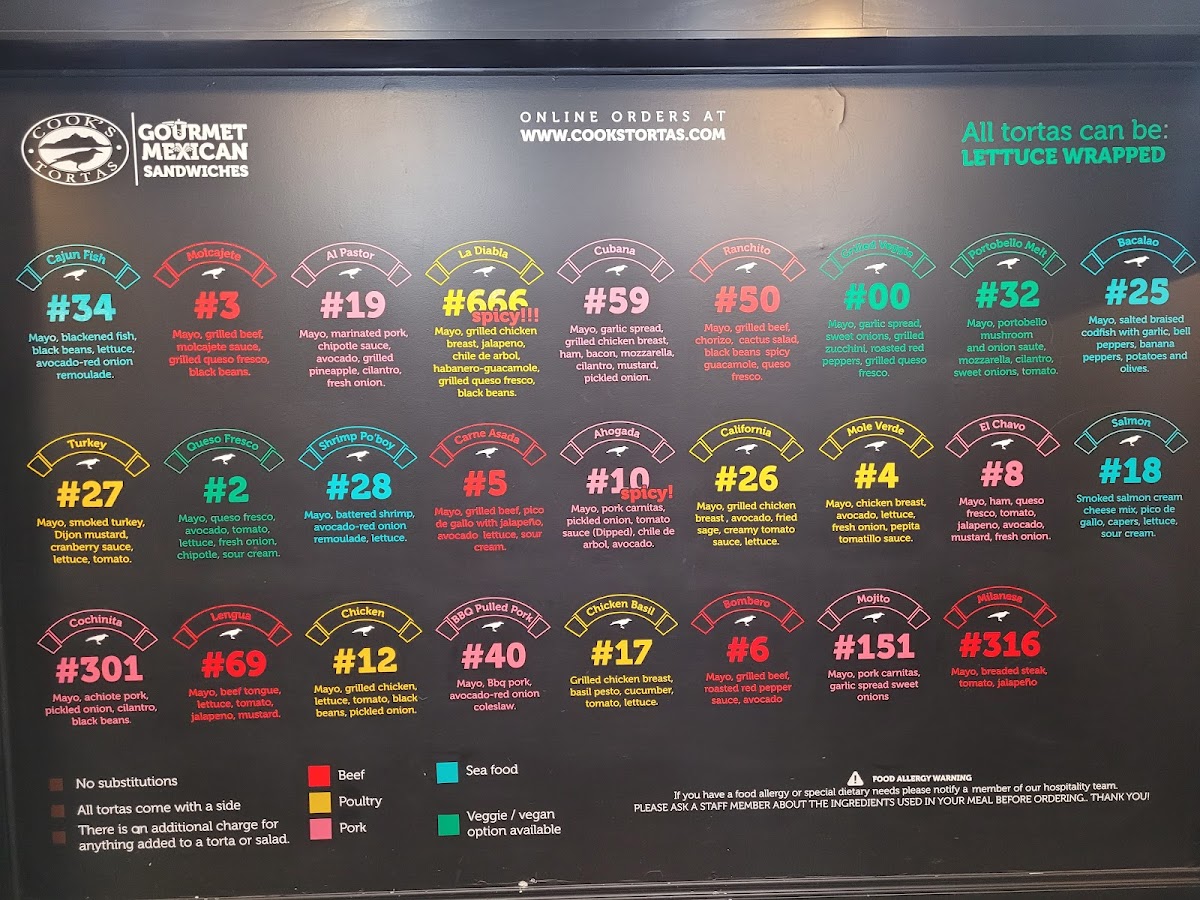 COOK'S
TORTAS
GOURMET
MEXICAN
SANDWICHES
ONLINE ORDERS AT
WWW.COOKSTORTAS.COM
All tortas can be:
LETTUCE WRAPPED
Cajun Fish
#34
Mayo, blackened fish,
black beans, lettuce,
avocado-red onion
remoulade.
Molcajete
#3
Mayo, grilled beef,
molcajete sauce,
grilled queso fresco,
black beans.
Al Pastor
#19
Mayo, marinated pork,
chipotle sauce,
avocado, grilled
pineapple, cilantro,
fresh onion.
La Diabla
#666
spicy!!!
Mayo, grilled chicken
breast, jalapeno,
chile de arbol,
habanero-guacamole,
grilled queso fresco,
black beans.
Cubana
#59
Mayo, garlic spread,
grilled chicken breast,
ham, bacon, mozzarella,
cilantro, mustard,
pickled onion.
Ranchito
#50
Mayo, grilled beef,
chorizo, cactus salad,
black beans spicy
guacamole, queso
fresco.
Grilled Veggie
#00
Mayo, garlic spread,
sweet onions, grilled
zucchini, roasted red
peppers, grilled queso
fresco.
Portobello Melt
#32
Mayo, portobello
mushroom
and onion saute,
mozzarella, cilantro,
sweet onions, tomato.
Bacalao
#25
Mayo, salted braised
codfish with garlic, bell
peppers, banana
peppers, potatoes and
olives.
Turkey
#27
Mayo, smoked turkey,
Dijon mustard,
cranberry sauce,
lettuce, tomato.
Queso Fresco
#2
Mayo, queso fresco,
avocado, tomato,
lettuce, fresh onion,
chipotle, sour cream.
Shrimp Po'boy
#28
Mayo, battered shrimp,
avocado-red onion
remoulade, lettuce.
Carne Asada
#5
Mayo, grilled beef, pico
de gallo with jalapeño,
avocado lettuce, sour
cream.
Ahogada
#10
spicy!
Mayo, pork carnitas,
pickled onion, tomato
sauce (Dipped), chile de
arbol, avocado.
California
#26
Mayo, grilled chicken
breast , avocado, fried
sage, creamy tomato
sauce, lettuce.
Mole Verde
#4
Mayo, chicken breast,
avocado, lettuce,
fresh onion, pepita
tomatillo sauce.
El Chavo
#8
Mayo, ham, queso
fresco, tomato,
jalapeno, avocado,
mustard, fresh onion.
Salmon
#18
Smoked salmon cream
cheese mix, pico de
gallo, capers, lettuce,
sour cream.
Cochinita
#301
Mayo, achiote pork,
pickled onion, cilantro,
black beans.
Lengua
#69
Mayo, beef tongue,
lettuce, tomato,
jalapeno, mustard.
Chicken
#12
Mayo, grilled chicken,
lettuce, tomato, black
beans, pickled onion.
BBQ Pulled Pork
#40
Mayo, Bbq pork,
avocado-red onion
coleslaw.
Chicken Basil
#17
Grilled chicken breast,
basil pesto, cucumber,
tomato, lettuce.
Bombero
#6
Mayo, grilled beef,
roasted red pepper
sauce, avocado
Mojito
#151
Mayo, pork carnitas,
garlic spread sweet
onions
Milanesa
#316
Mayo, breaded steak,
tomato, jalapeño
No substitutions
All tortas come with a side
There is an additional charge for
anything added to a torta or salad.
Beef
Poultry
Pork
Sea food
Veggie / vegan
option available
FOOD ALLERGY WARNING
If you have a food allergy or special dietary needs please notify a member of our hospitality team.
PLEASE ASK A STAFF MEMBER ABOUT THE INGREDIENTS USED IN YOUR MEAL BEFORE ORDERING.. THANK YOU!